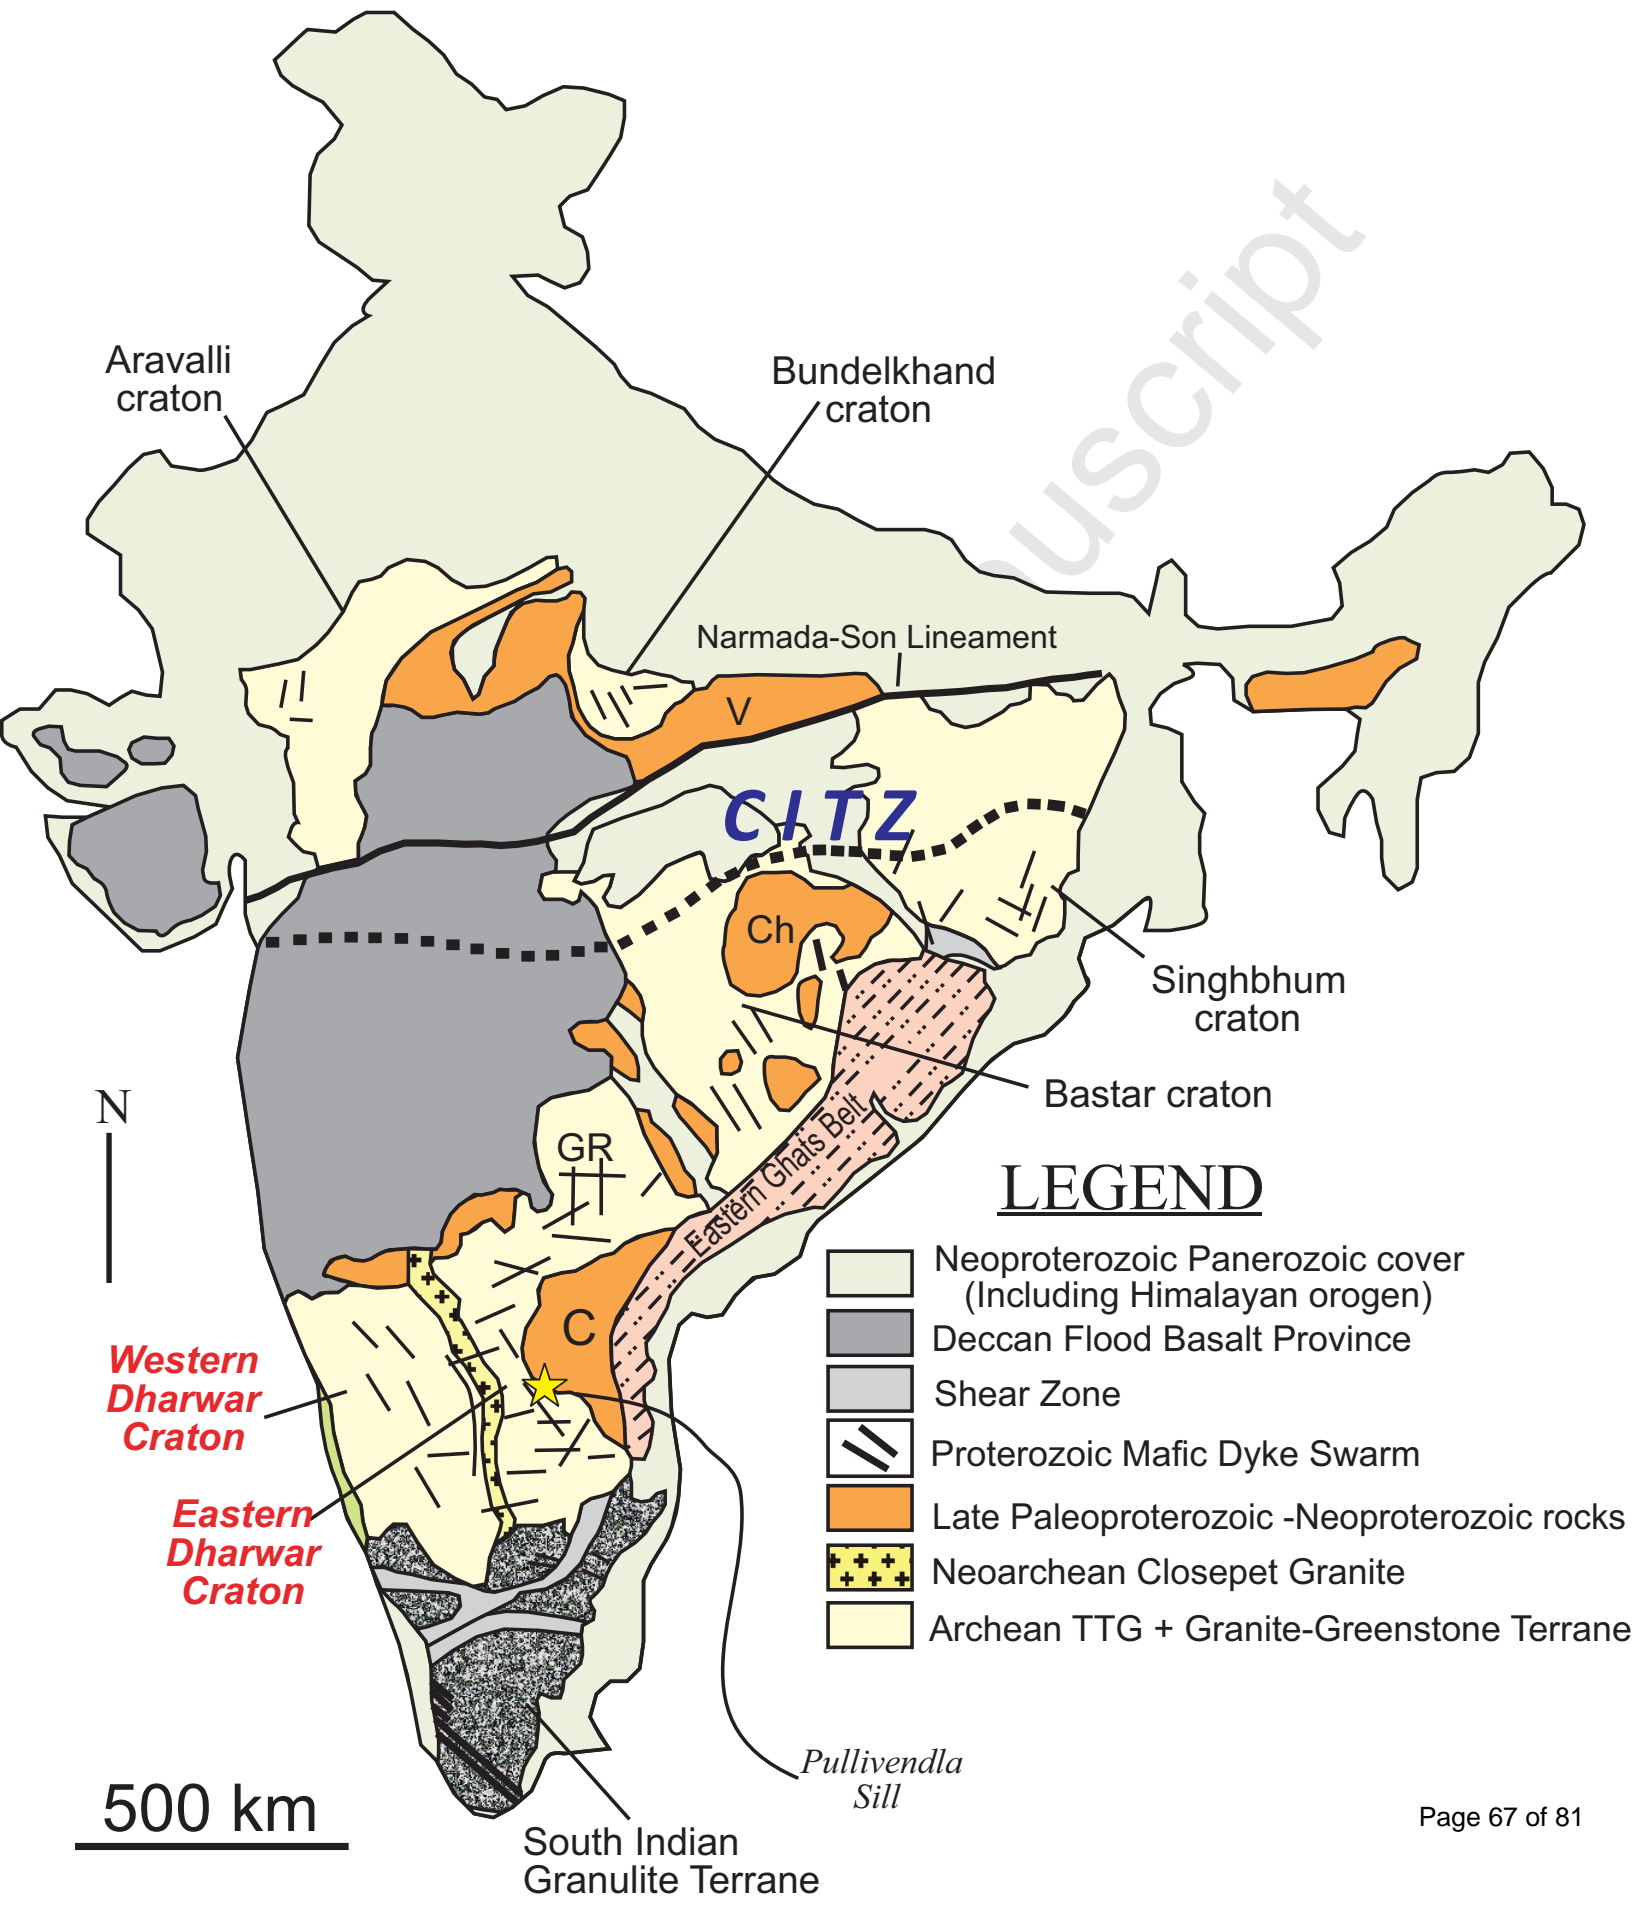 Aravalli
craton
Bundelkhand
craton
uscript
Narmada-Son Lineament
V
C I T Z
Ch
Singhbhum
craton
Bastar craton
N
GR
Eastern Ghats Belt
C
Western
Dharwar
Craton
Eastern
Dharwar
Craton
LEGEND
Neoproterozoic Panerozoic cover
(Including Himalayan orogen)
Deccan Flood Basalt Province
Shear Zone
Proterozoic Mafic Dyke Swarm
Late Paleoproterozoic -Neoproterozoic rocks
Neoarchean Closepet Granite
Archean TTG + Granite-Greenstone Terrane
Pullivendla
Sill
500 km
South Indian
Granulite Terrane
Page 67 of 81